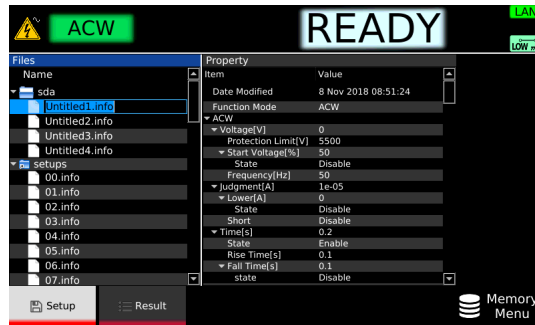 ACW
READY
LAN
LOW
Files
Name
sda
Untitled1.info
Untitled2.info
Untitled3.info
Untitled4.info
setups
00.info
01.info
02.info
03.info
04.info
05.info
06.info
07.info
Property
Item Value
Date Modified 8 Nov 2018 08:51:24
Function Mode ACW
ACW
Voltage[V] 0
Protection Limit[V] 5500
Start Voltage[%] 50
State Disable
Frequency[Hz] 50
Judgment[A] 1e-05
Lower[A] 0
State Disable
Short Disable
Time[s] 0.2
State Enable
Rise Time[s] 0.1
Fall Time[s] 0.1
state Disable
Setup
Result
Memory
Menu